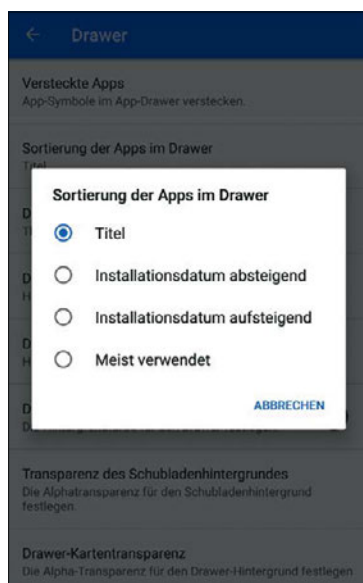 Drawer
Versteckte Apps
App-Symbole im App-Drawer verstecken.
Sortierung der Apps im Drawer
Titel
Sortierung der Apps im Drawer
Titel
Installationsdatum absteigend
Installationsdatum aufsteigend
Meist verwendet
ABBRECHEN
Transparenz des Schubladenhintergrundes
Die Alphatransparenz für den Schubladenhintergrund
festlegen.
Drawer-Kartentransparenz
Die Alpha-Transparenz für den Drawer-Hintergrund festlegen.